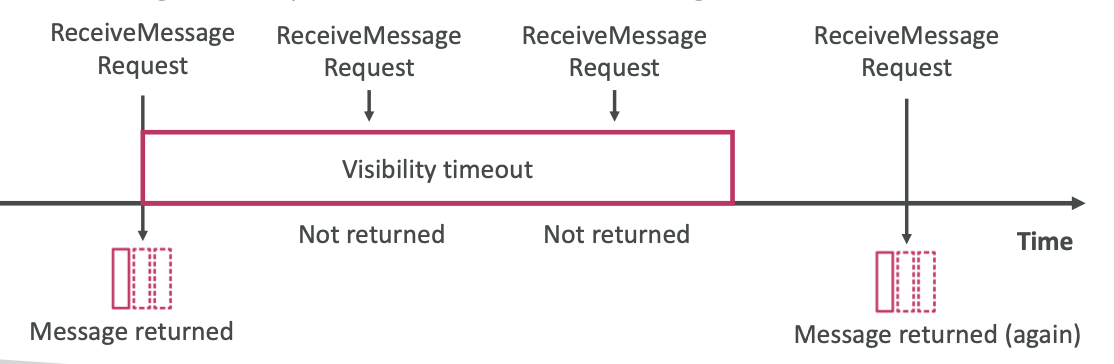 ReceiveMessage
Request
ReceiveMessage
Request
ReceiveMessage
Request
ReceiveMessage
Request
Visibility timeout
Not returned
Not returned
Time
Message returned
Message returned (again)